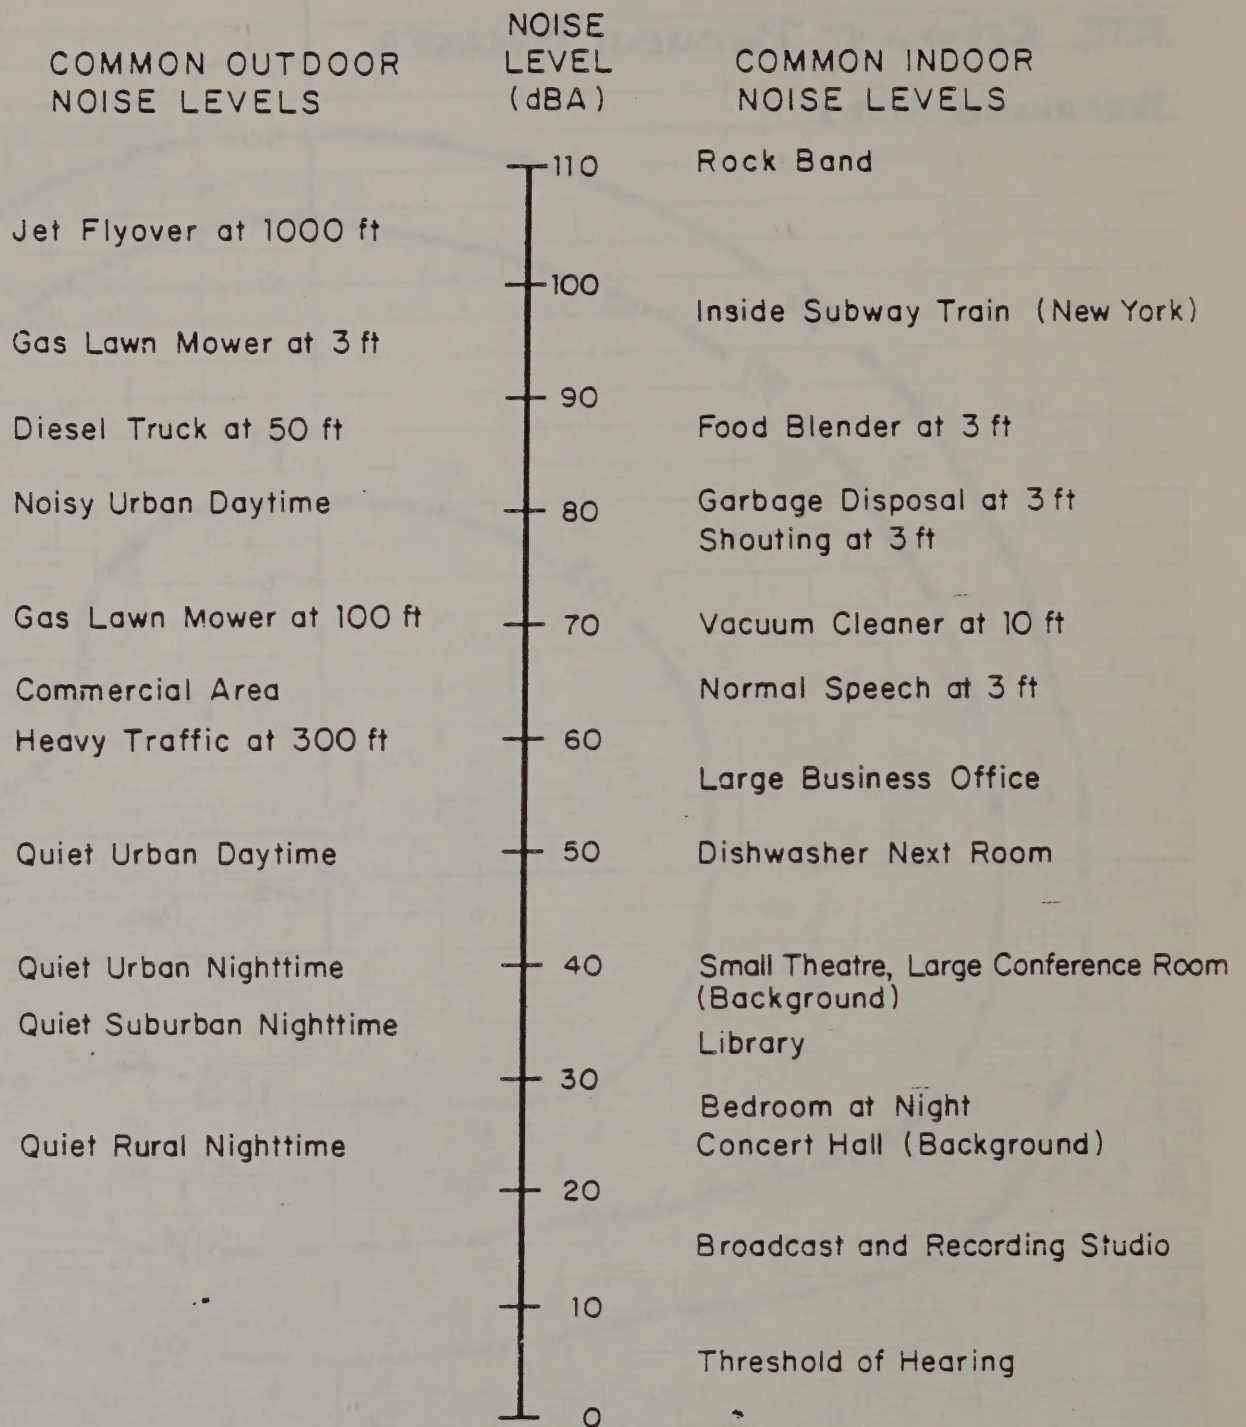 COMMON OUTDOOR
NOISE LEVELS
NOISE
LEVEL
(dBA)
COMMON INDOOR
NOISE LEVELS
110 Rock Band
Jet Flyover at 1000 ft
100
Inside Subway Train (New York)
Gas Lawn Mower at 3 ft
90
Diesel Truck at 50 ft Food Blender at 3 ft
Noisy Urban Daytime 80 Garbage Disposal at 3 ft
Shouting at 3 ft
Gas Lawn Mower at 100 ft 70 Vacuum Cleaner at 10 ft
Commercial Area Normal Speech at 3 ft
Heavy Traffic at 300 ft 60
Large Business Office
Quiet Urban Daytime 50 Dishwasher Next Room
Quiet Urban Nighttime 40 Small Theatre, Large Conference Room
(Background)
Quiet Suburban Nighttime
Library
30
Bedroom at Night
Quiet Rural Nighttime Concert Hall (Background)
20
Broadcast and Recording Studio
10
Threshold of Hearing
0